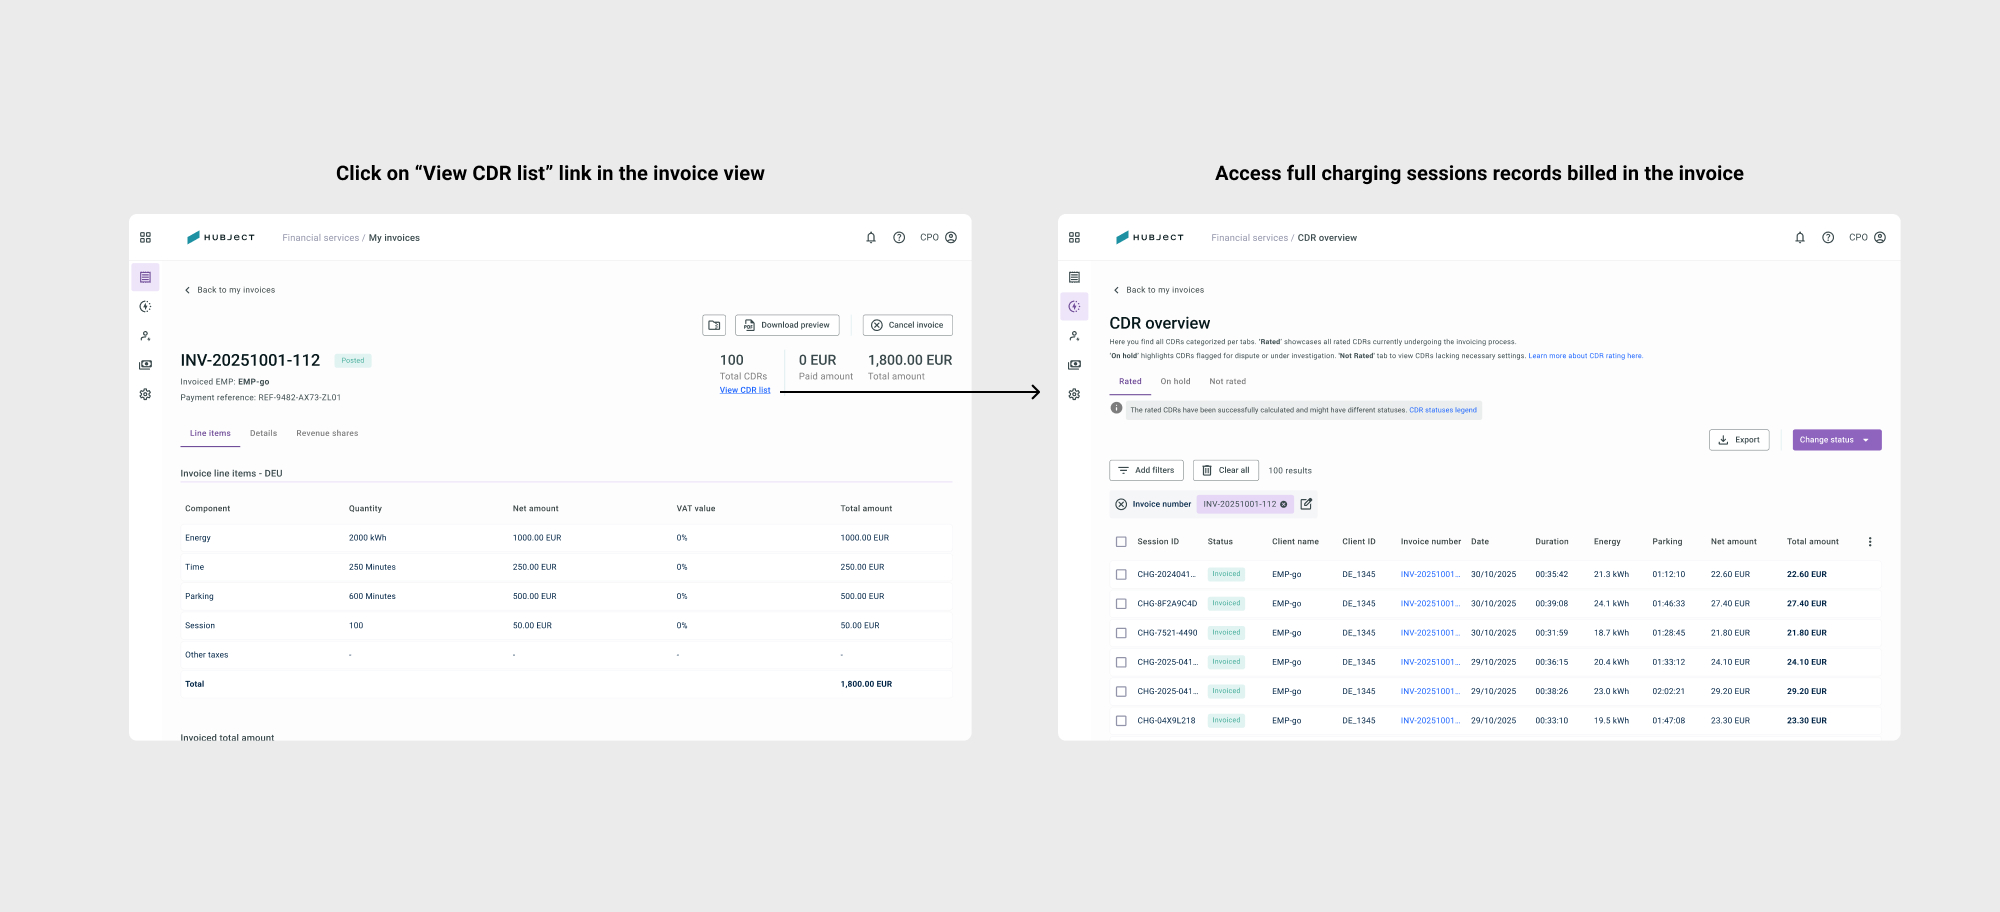 Click on “View CDR list” link in the invoice view
HUBJECT
Financial services / My invoices
CPO
Back to my invoices
Download preview
Cancel invoice
INV-20251001-112 Posted
Invoiced EMP: EMP-go
Payment reference: REF-9482-AX73-ZL01
100 0 EUR 1,800.00 EUR
Total CDRs Paid amount Total amount
View CDR list
Line items Details Revenue shares
Invoice line items - DEU
Component Quantity Net amount VAT value Total amount
Energy 2000 kWh 1000.00 EUR 0% 1000.00 EUR
Time 250 Minutes 250.00 EUR 0% 250.00 EUR
Parking 600 Minutes 500.00 EUR 0% 500.00 EUR
Session 100 50.00 EUR 0% 50.00 EUR
Other taxes - - - -
Total 1,800.00 EUR
Invoiced total amount
Access full charging sessions records billed in the invoice
HUBJECT
Financial services / CDR overview
CPO
Back to my invoices
CDR overview
Here you find all CDRs categorized per tabs. 'Rated' showcases all rated CDRs currently undergoing the invoicing process.
'On hold' highlights CDRs flagged for dispute or under investigation. 'Not Rated' tab to view CDRs lacking necessary settings. Learn more about CDR rating here.
Rated On hold Not rated
The rated CDRs have been successfully calculated and might have different statuses. CDR statuses legend
Export Change status
Add filters Clear all 100 results
Invoice number INV-20251001-112
Session ID Status Client name Client ID Invoice number Date Duration Energy Parking Net amount Total amount
CHG-2024041... Invoiced EMP-go DE_1345 INV-20251001... 30/10/2025 00:35:42 21.3 kWh 01:12:10 22.60 EUR 22.60 EUR
CHG-8F2A9C4D Invoiced EMP-go DE_1345 INV-20251001... 30/10/2025 00:39:08 24.1 kWh 01:46:33 27.40 EUR 27.40 EUR
CHG-7521-4490 Invoiced EMP-go DE_1345 INV-20251001... 30/10/2025 00:31:59 18.7 kWh 01:28:45 21.80 EUR 21.80 EUR
CHG-2025-041... Invoiced EMP-go DE_1345 INV-20251001... 29/10/2025 00:36:15 20.4 kWh 01:33:12 24.10 EUR 24.10 EUR
CHG-2025-041... Invoiced EMP-go DE_1345 INV-20251001... 29/10/2025 00:38:26 23.0 kWh 02:02:21 29.20 EUR 29.20 EUR
CHG-04X9L218 Invoiced EMP-go DE_1345 INV-20251001... 29/10/2025 00:33:10 19.5 kWh 01:47:08 23.30 EUR 23.30 EUR